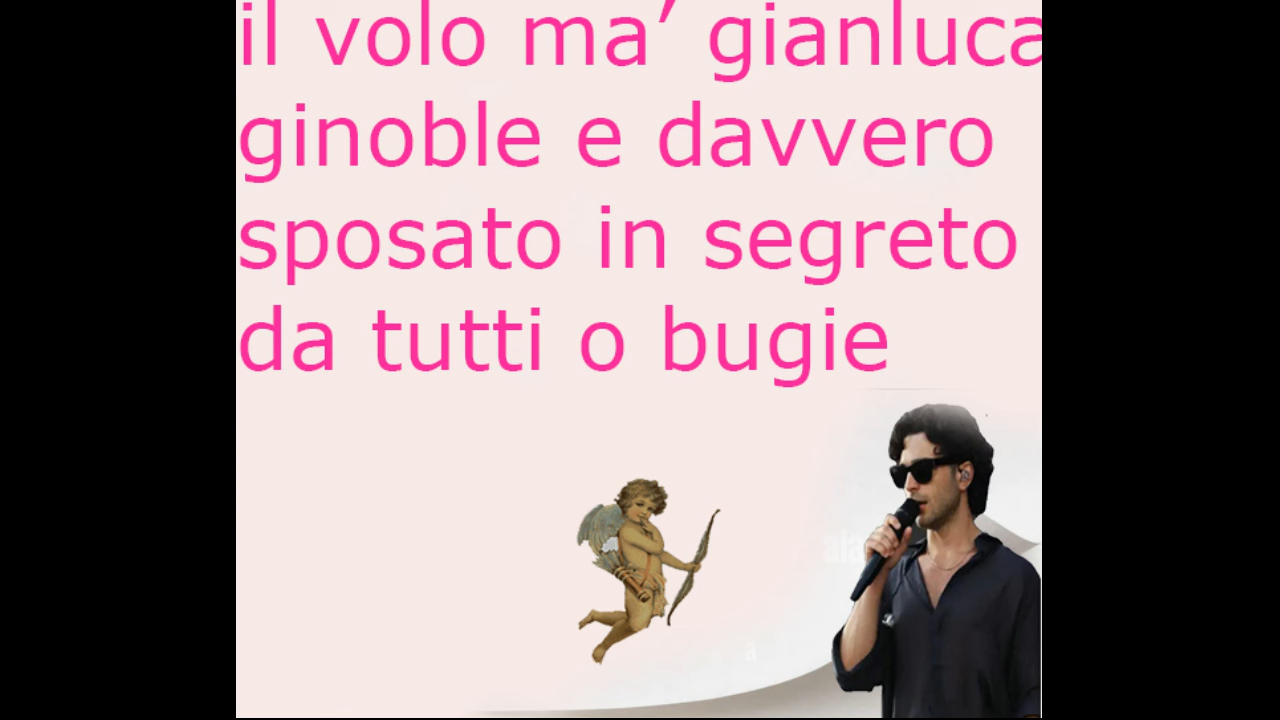 il volo ma’ gianluca
ginoble e davvero
sposato in segreto
da tutti o bugie